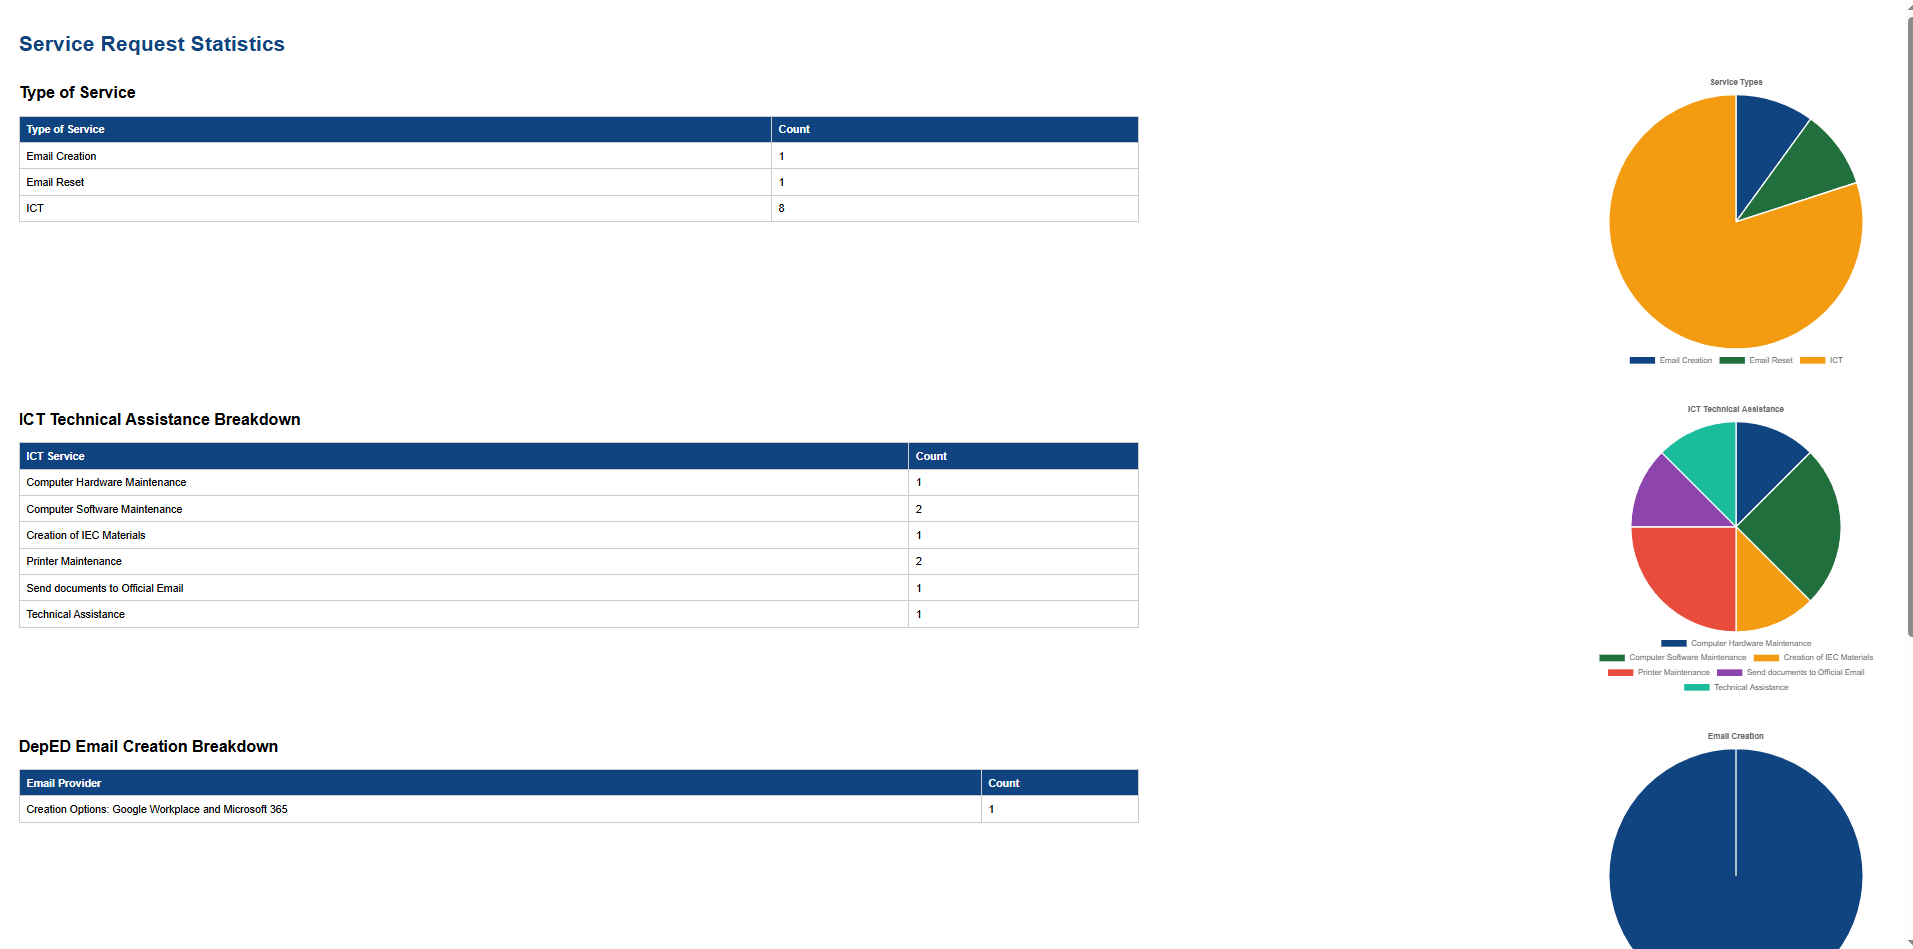 Service Request Statistics
Type of Service
Type of Service Count
Email Creation 1
Email Reset 1
ICT 8
Service Types
Email Creation Email Reset ICT
ICT Technical Assistance Breakdown
ICT Service Count
Computer Hardware Maintenance 1
Computer Software Maintenance 2
Creation of IEC Materials 1
Printer Maintenance 2
Send documents to Official Email 1
Technical Assistance 1
ICT Technical Assistance
Computer Hardware Maintenance
Computer Software Maintenance Creation of IEC Materials
Printer Maintenance Send documents to Official Email
Technical Assistance
DepED Email Creation Breakdown
Email Provider Count
Creation Options: Google Workplace and Microsoft 365 1
Email Creation